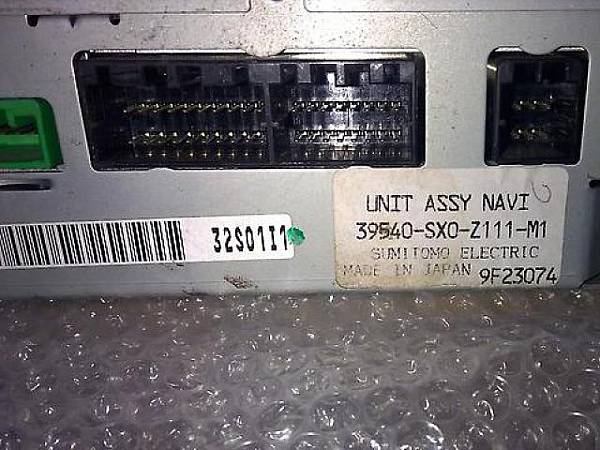 UNIT ASSY NAVI
39540-SX0-Z111-M1
SUMITOMO ELECTRIC
MADE IN JAPAN 9F23074
32S01I1